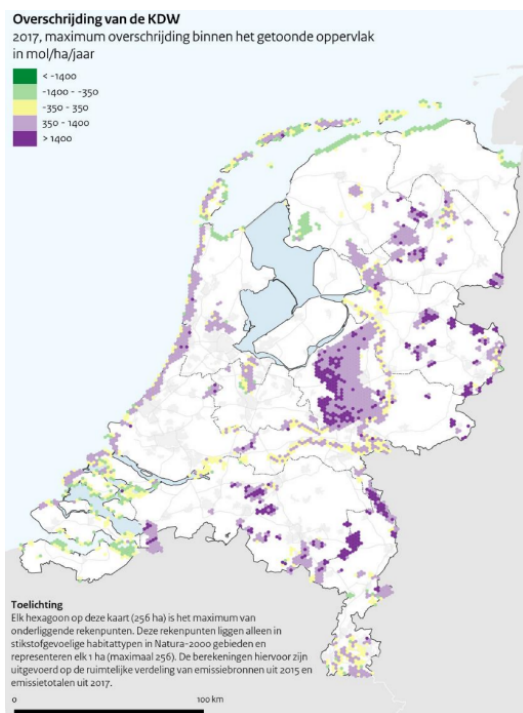 Overschrijding van de KDW
2017, maximum overschrijding binnen het getoonde oppervlak
in mol/ha/jaar
< -1400
-1400 - -350
-350 - 350
350 - 1400
> 1400
Toelichting
Elk hexagoon op deze kaart (256 ha) is het maximum van
onderliggende rekenpunten. Deze rekenpunten liggen alleen in
stikstofgevoelige habitattypen in Natura-2000 gebieden en
representeren elk 1 ha (maximaal 256). De berekeningen hiervoor zijn
uitgevoerd op de ruimtelijke verdeling van emissiebronnen uit 2015 en
emissietotalen uit 2017.
0 100 km